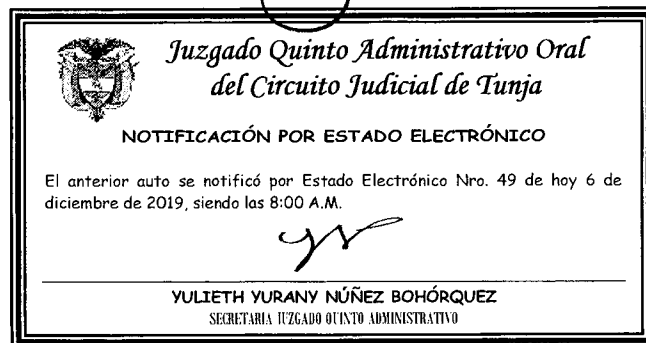 Juzgado Quinto Administrativo Oral
del Circuito Judicial de Tunja
NOTIFICACIÓN POR ESTADO ELECTRÓNICO
El anterior auto se notificó por Estado Electrónico Nro. 49 de hoy 6 de
diciembre de 2019, siendo las 8:00 A.M.
YULIETH YURANY NÚÑEZ BOHÓRQUEZ
SECRETARIA JUZGADO QUINTO ADMINISTRATIVO